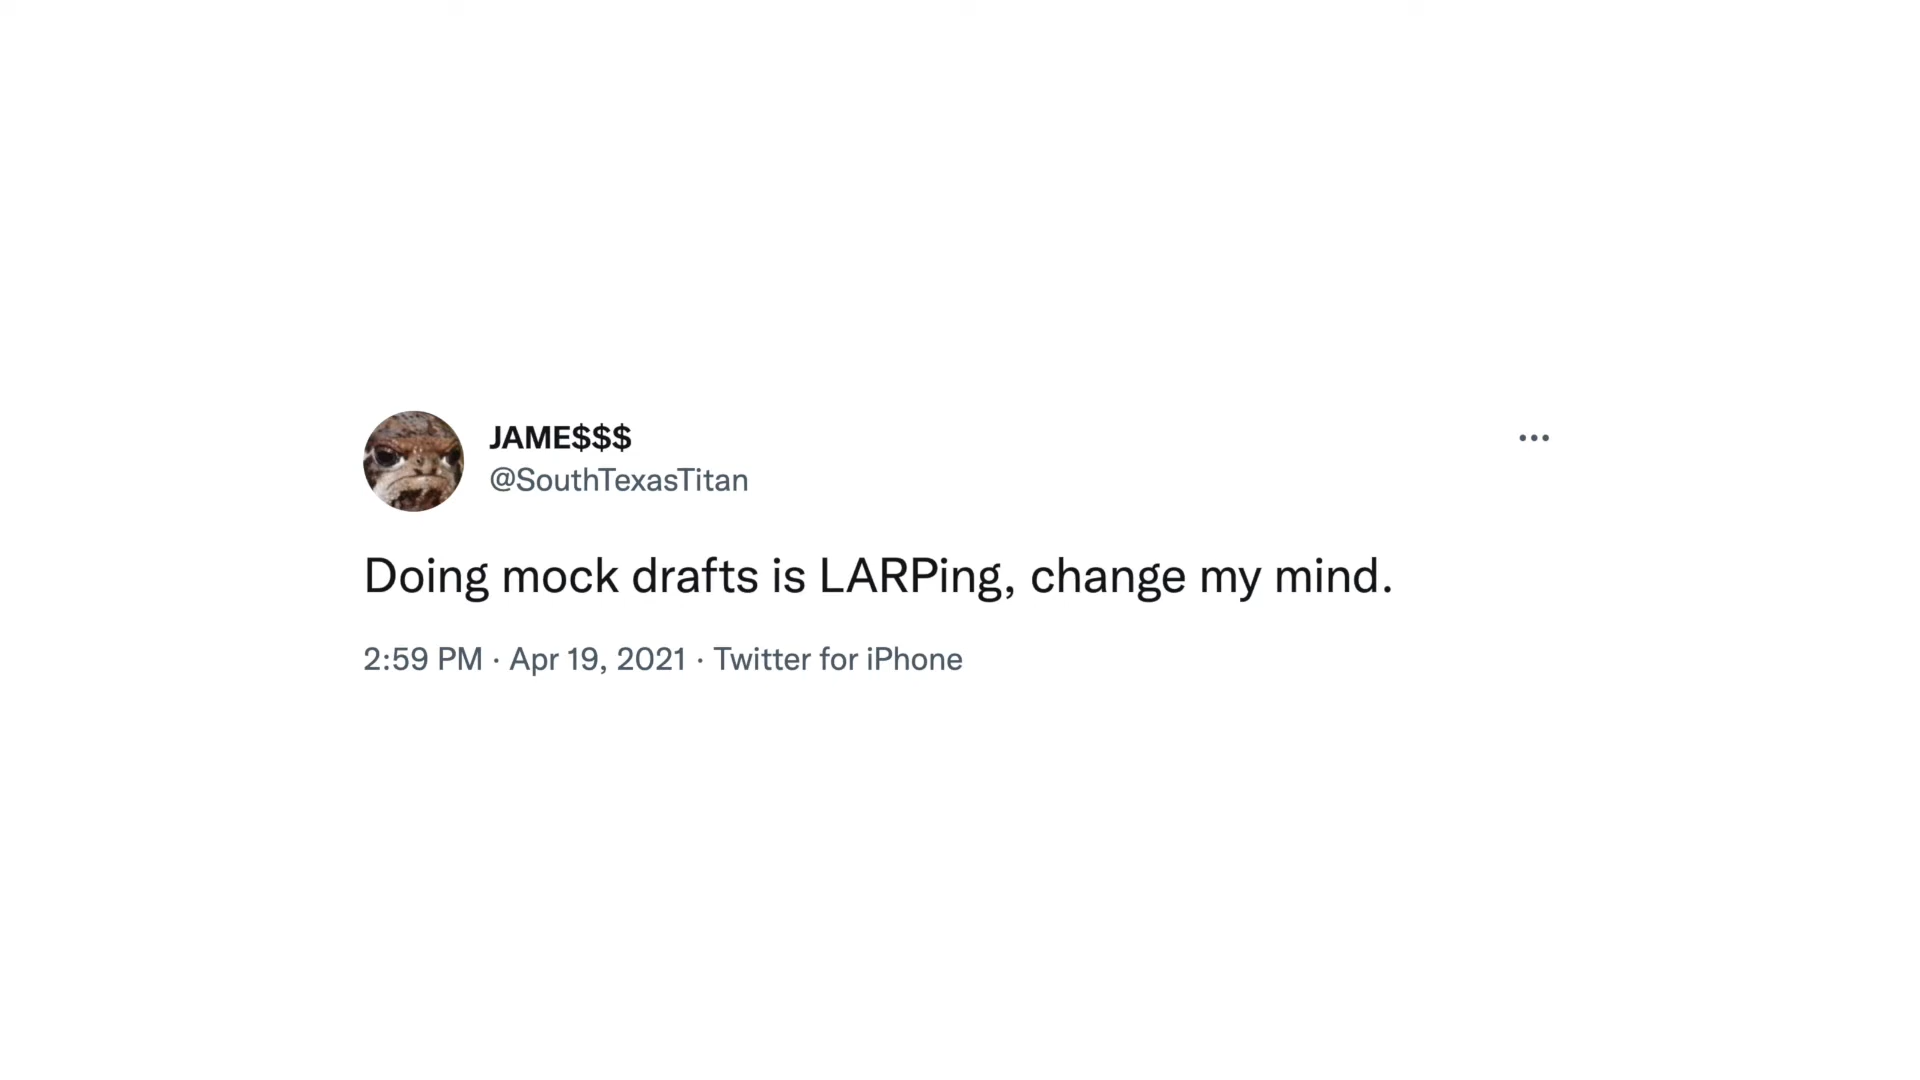 JAME$$$
@SouthTexasTitan
Doing mock drafts is LARPing, change my mind.
2:59 PM · Apr 19, 2021 · Twitter for iPhone